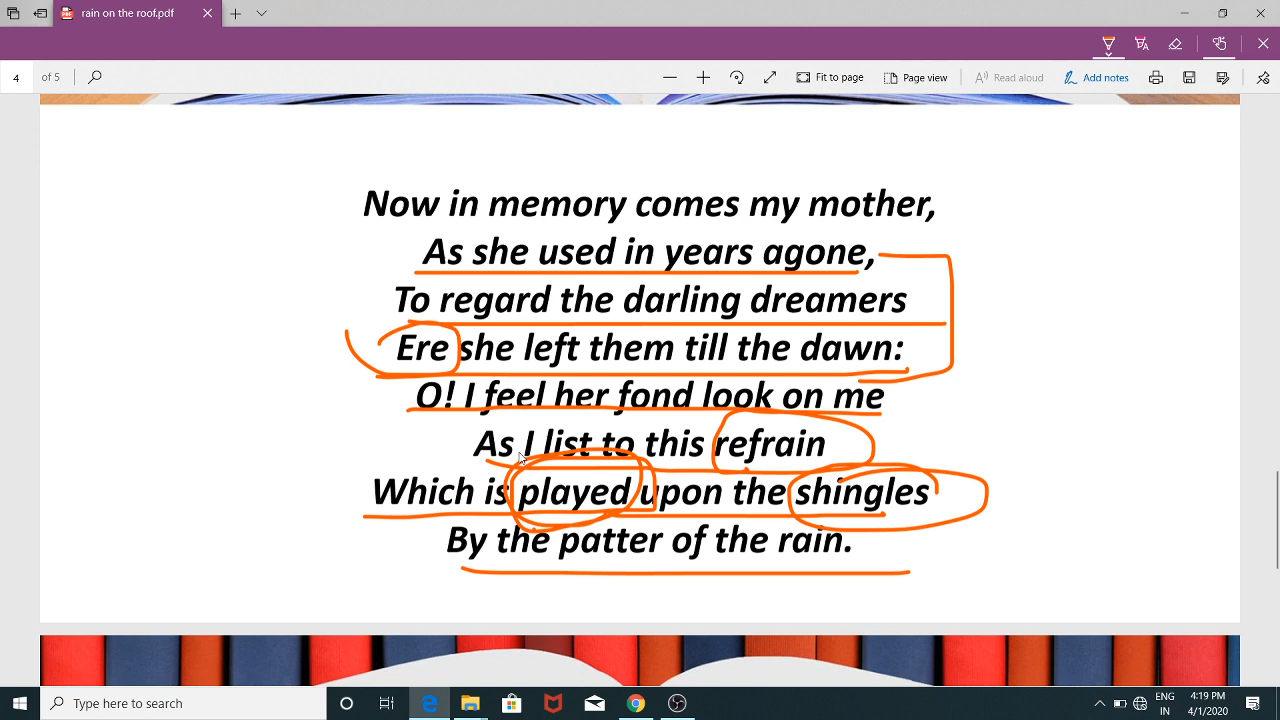 rain on the roof.pdf
4 of 5
Fit to page
Page view
Read aloud
Add notes
Now in memory comes my mother,
As she used in years agone,
To regard the darling dreamers
Ere she left them till the dawn:
O! I feel her fond look on me
As I list to this refrain
Which is played upon the shingles
By the patter of the rain.
Type here to search
ENG
IN
4:19 PM
4/1/2020